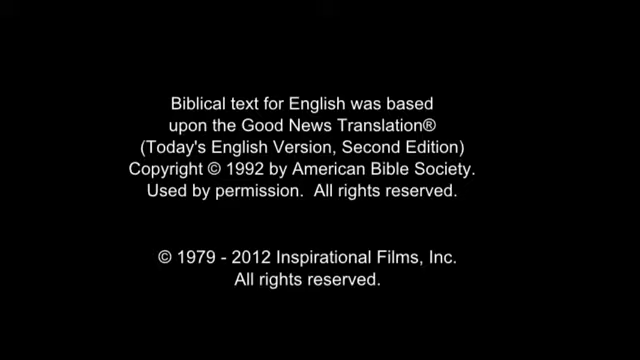 Biblical text for English was based
upon the Good News Translation®
(Today's English Version, Second Edition)
Copyright © 1992 by American Bible Society.
Used by permission.  All rights reserved.
© 1979 - 2012 Inspirational Films, Inc.
All rights reserved.